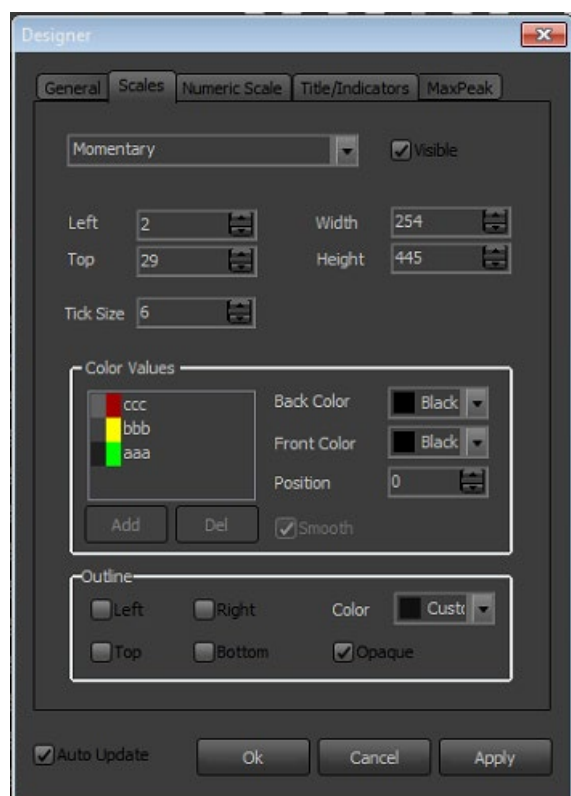 Designer
General Scales Numeric Scale Title/Indicators MaxPeak
Momentary Visible
Left 2 Width 254
Top 29 Height 445
Tick Size 6
Color Values
ccc Back Color Black
bbb
aaa Front Color Black
Position 0
Add Del Smooth
Outline
Left Right Color Custo
Top Bottom Opaque
Auto Update Ok Cancel Apply